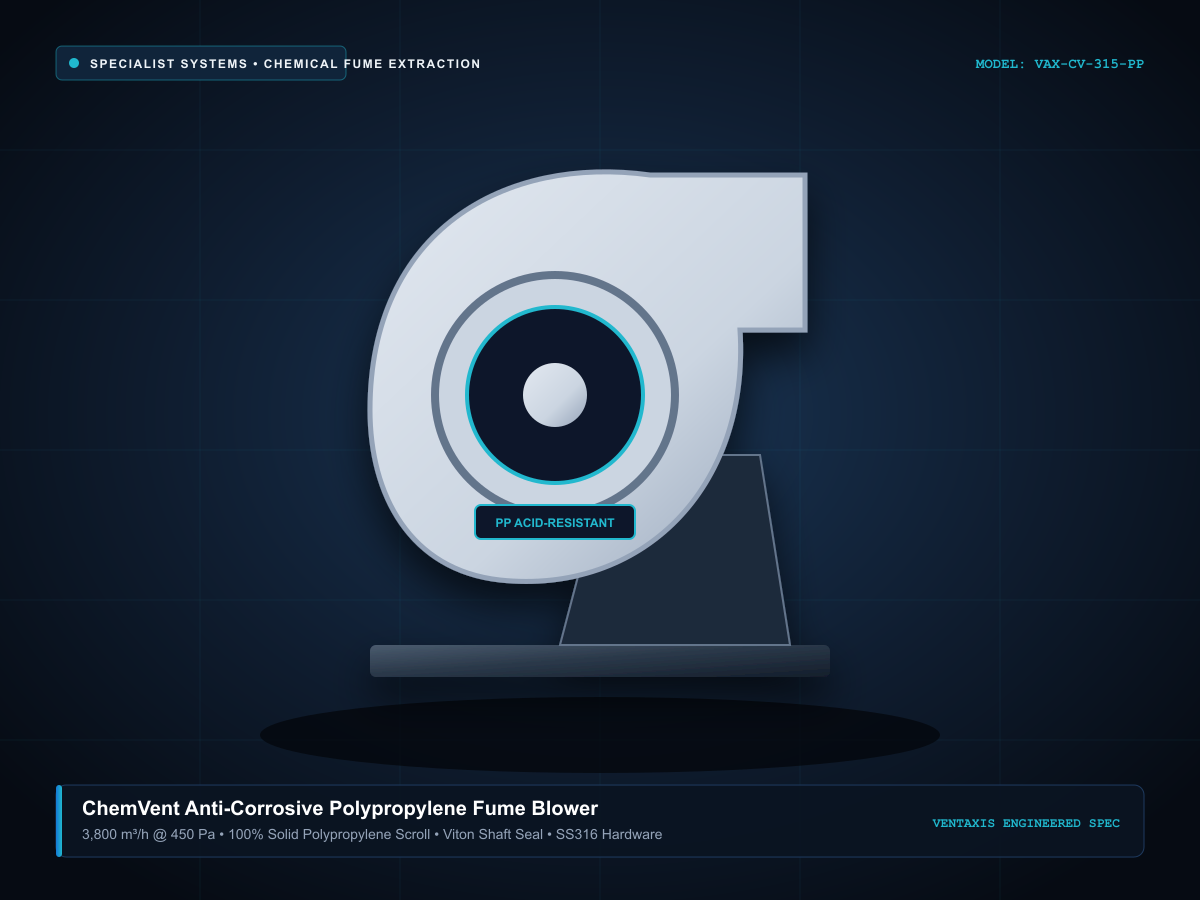 SPECIALIST SYSTEMS • CHEMICAL FUME EXTRACTION
MODEL: VAX-CV-315-PP
PP ACID-RESISTANT
ChemVent Anti-Corrosive Polypropylene Fume Blower
3,800 m³/h @ 450 Pa • 100% Solid Polypropylene Scroll • Viton Shaft Seal • SS316 Hardware
VENTAXIS ENGINEERED SPEC